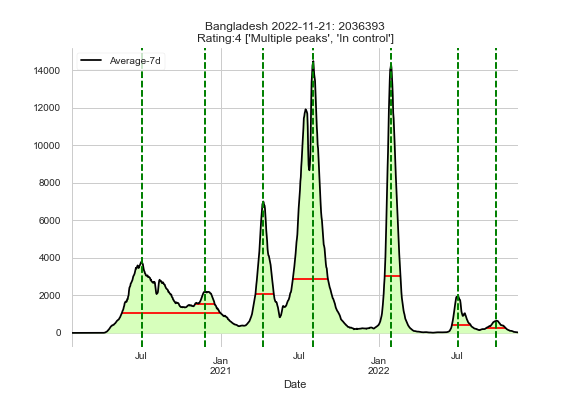 Bangladesh 2022-11-21: 2036393
Rating:4 ['Multiple peaks', 'In control']
Average-7d
14000
12000
10000
8000
6000
4000
2000
0
Jul
Jan
2021
Jul
Jan
2022
Jul
Date